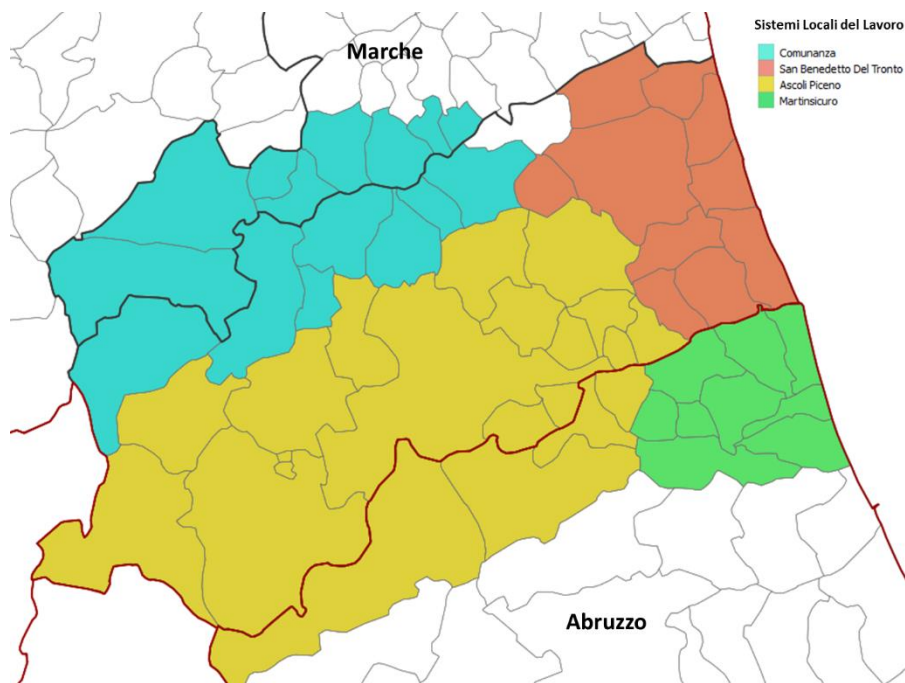 Sistemi Locali del Lavoro
Comunanza
San Benedetto Del Tronto
Ascoli Piceno
Martinsicuro
Marche
Abruzzo